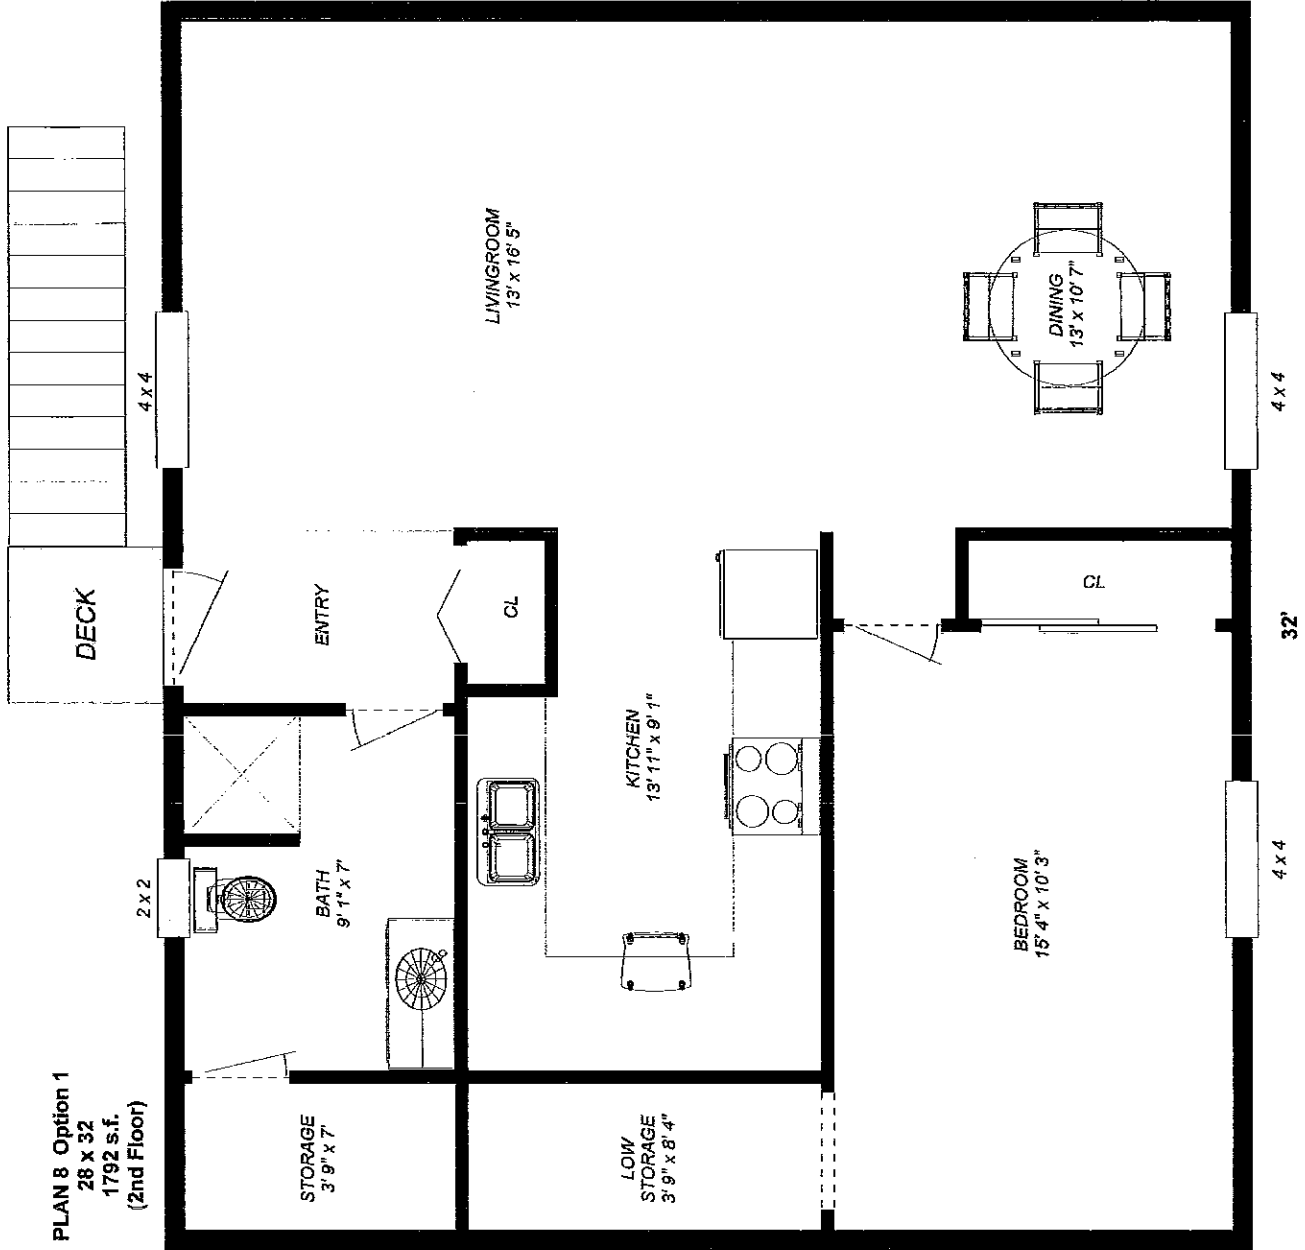 PLAN 8 Option 1
28 x 32
1792 s.f.
(2nd Floor)
2 x 2
4 x 4
DECK
STORAGE
3' 9" x 7'
BATH
9' 1" x 7'
ENTRY
CL
LIVINGROOM
13' x 16' 5"
LOW
STORAGE
3' 9" x 8' 4"
KITCHEN
13' 11" x 9' 1"
BEDROOM
15' 4" x 10' 3"
CL
DINING
13' x 10' 7"
4 x 4
32'
4 x 4